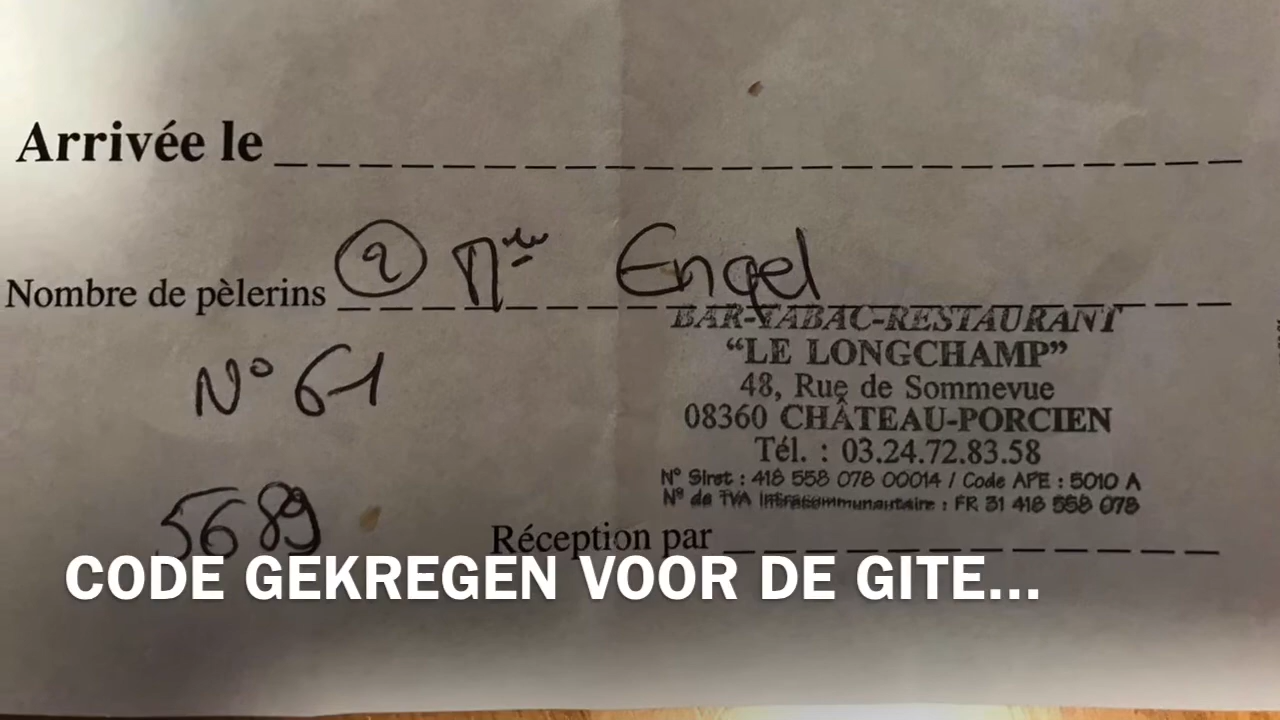 Arrivée le
Nombre de pèlerins 2 Mlle Engel
BAR-TABAC-RESTAURANT
“LE LONGCHAMP”
48, Rue de Sommevue
08360 CHÂTEAU-PORCIEN
Tél. : 03.24.72.83.58
N° Siret : 418 558 078 00014 / Code APE : 5010 A
N° de TVA Intracommunautaire : FR 31 418 558 078
N° 61
5689
Réception par
CODE GEKREGEN VOOR DE GITE...